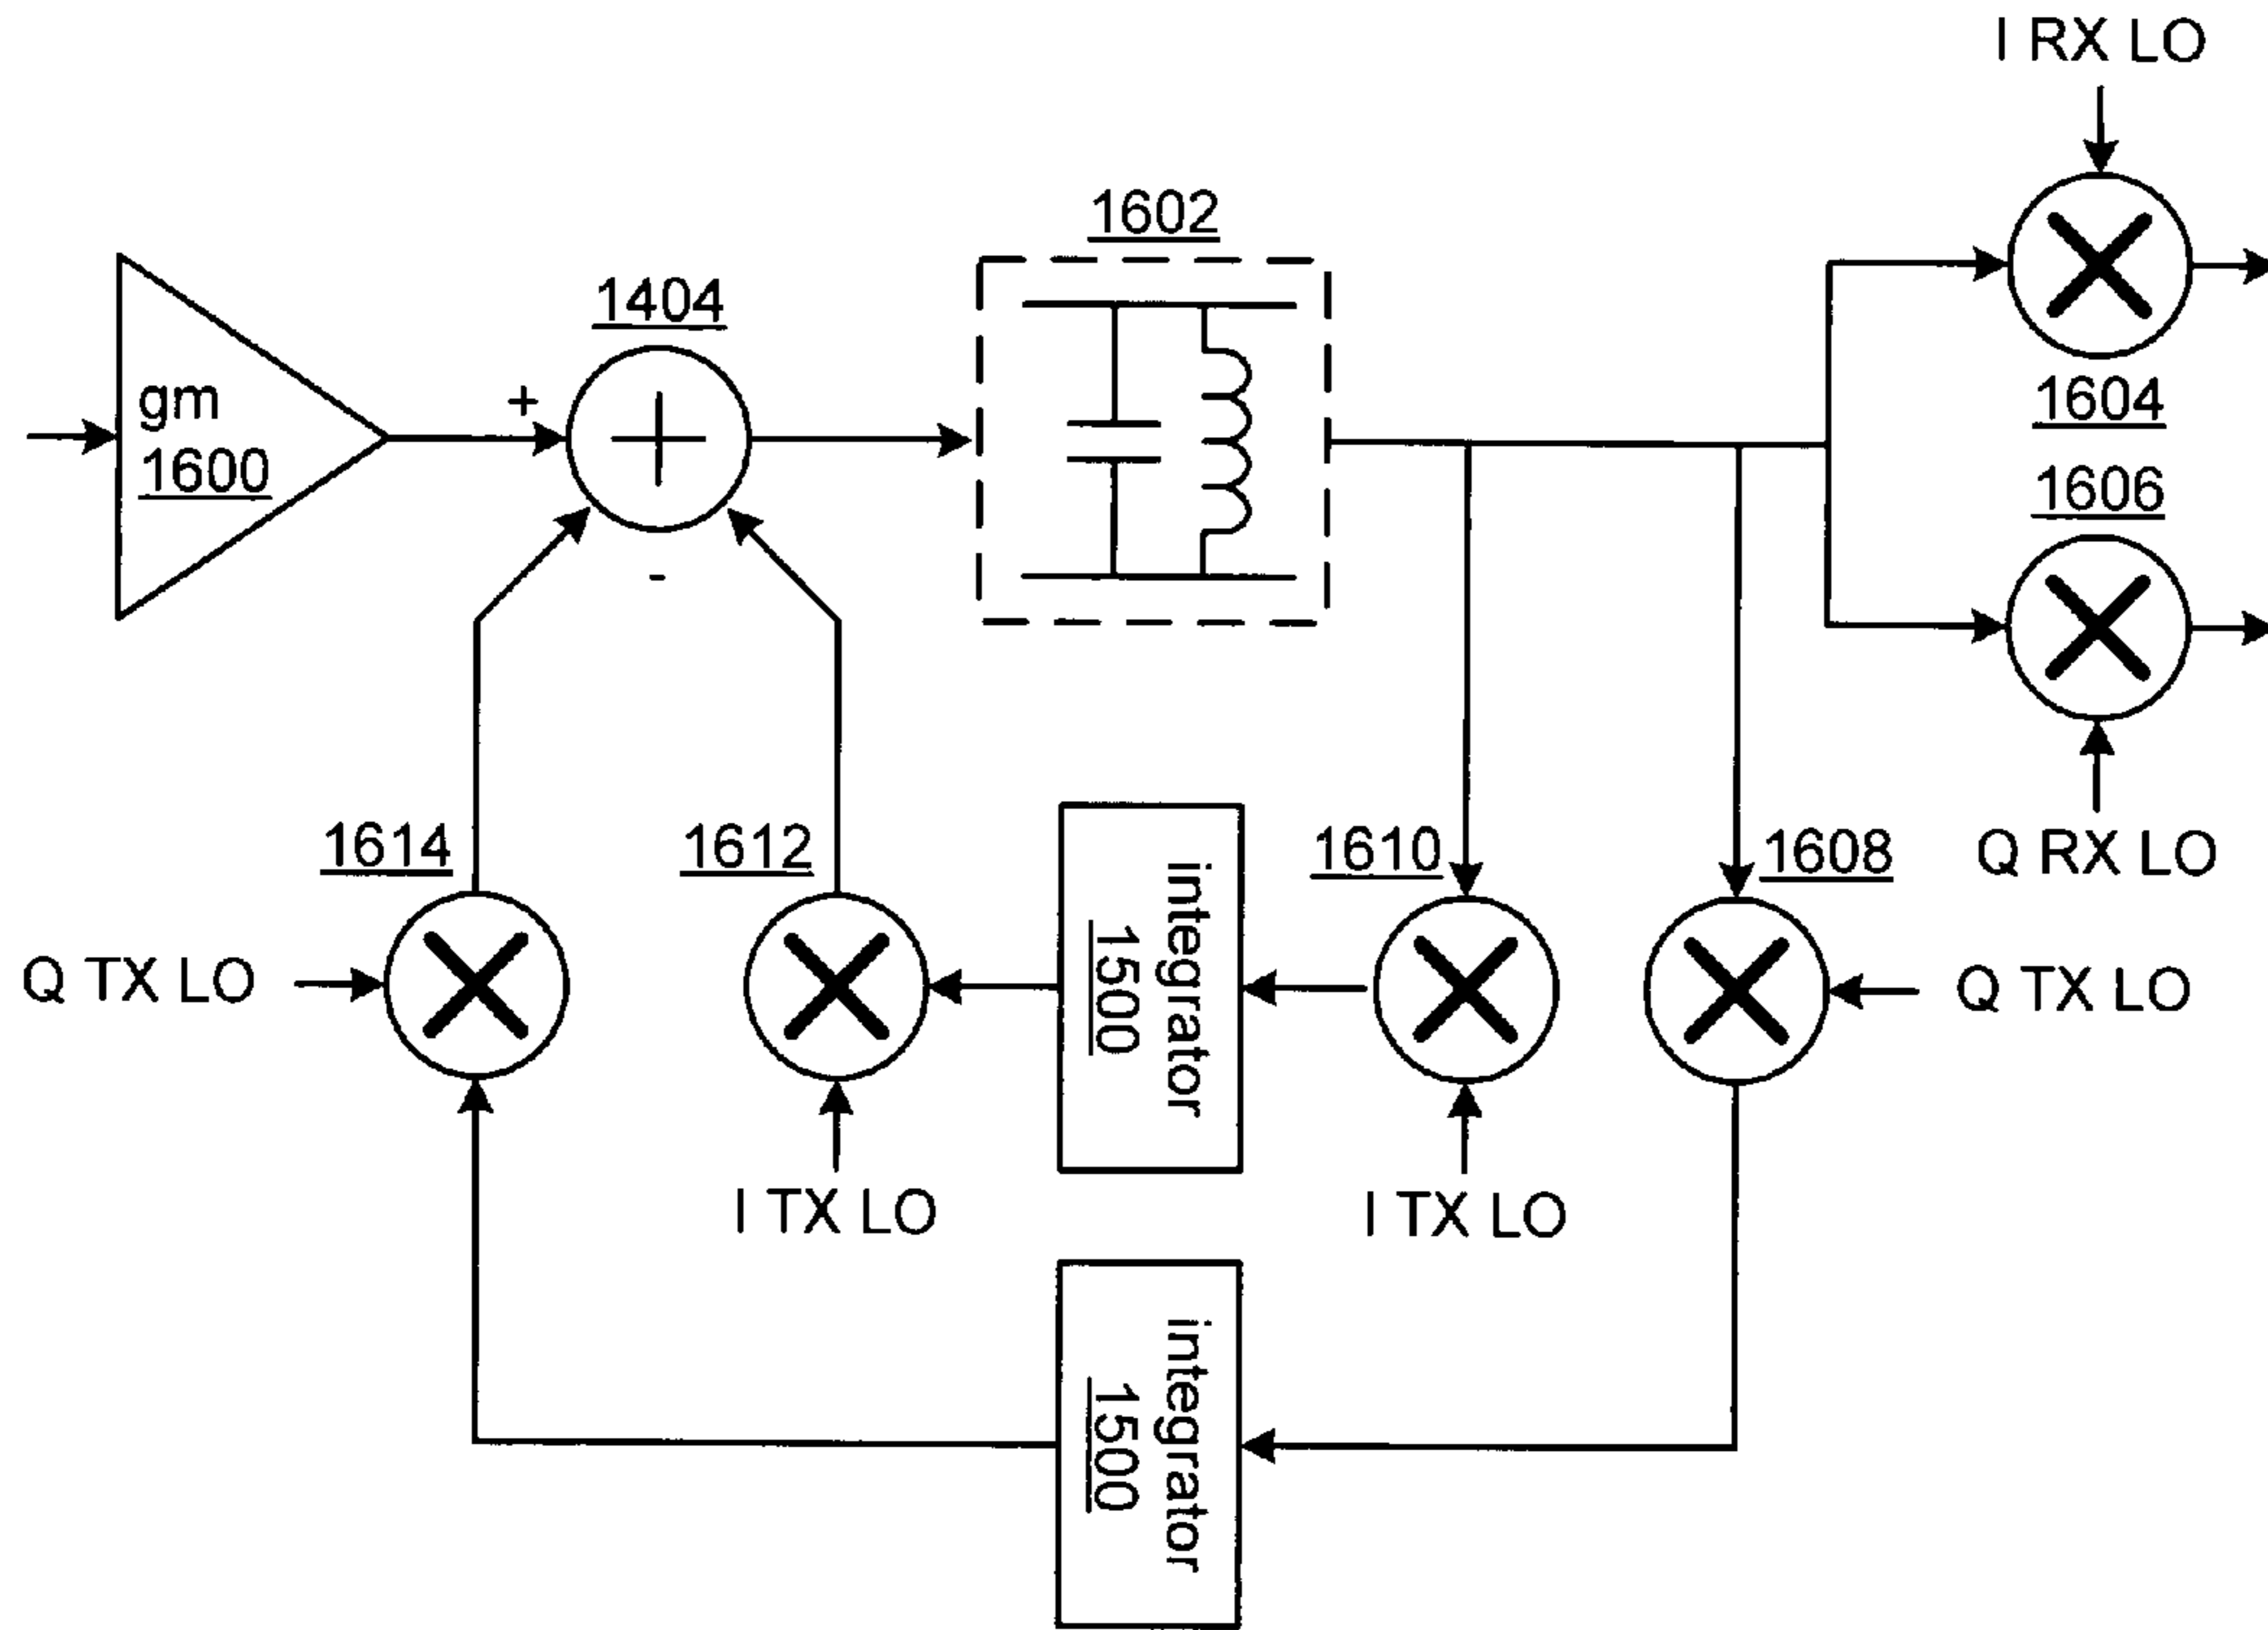 I RX LO
1602
1404
+
gm
1600
1604
1606
-
1614
1612
1610
1608
Q RX LO
integrator
1500
Q TX LO
Q TX LO
I TX LO
I TX LO
integrator
1500